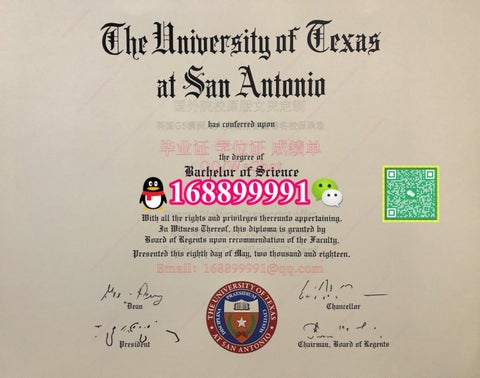 The University of Texas
at San Antonio
has conferred upon
毕业证 学位证 成绩单
the degree of
Bachelor of Science
168899991
With all the rights and privileges thereunto appertaining.
In Witness Thereof, this diploma is granted by
Board of Regents upon recommendation of the Faculty.
Presented this eighth day of May, two thousand and eighteen.
Email: 168899991@qq.com
Dean
Chancellor
President
Chairman, Board of Regents
THE UNIVERSITY OF TEXAS
AT SAN ANTONIO
PRAESIDIUM
CIVITATIS
DISCIPLINA